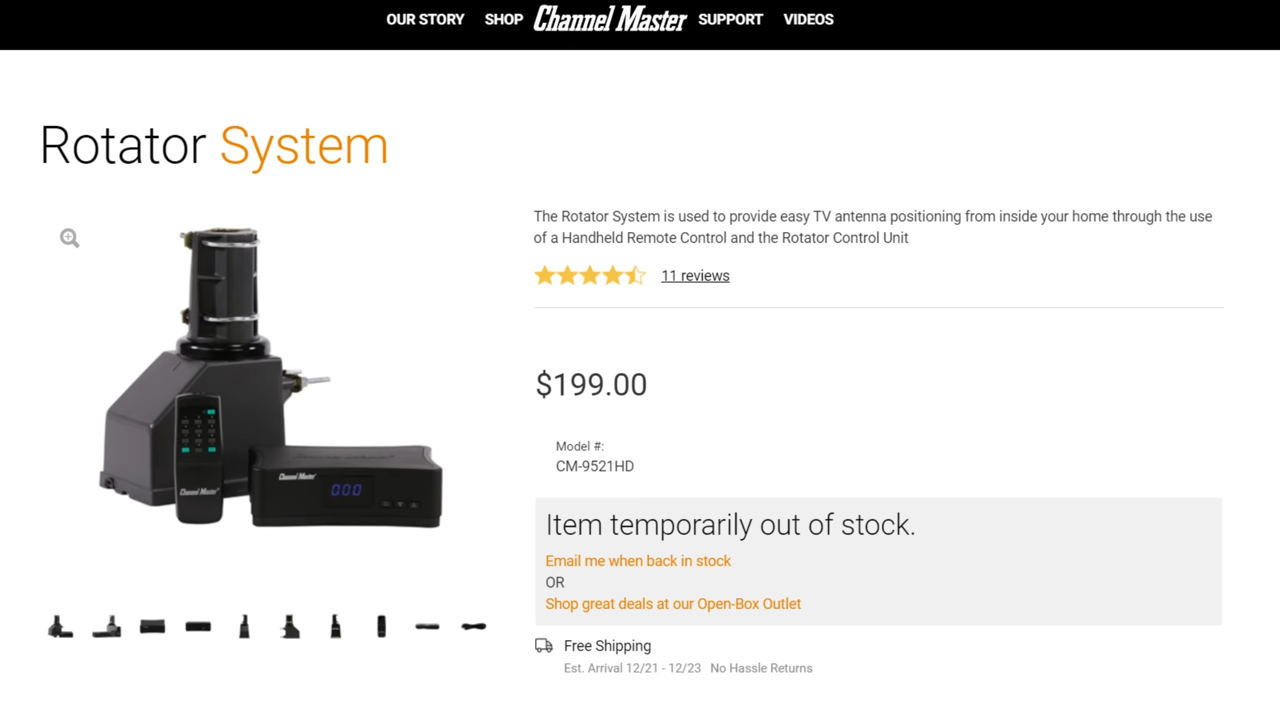 OUR STORY SHOP Channel Master SUPPORT VIDEOS
Rotator System
The Rotator System is used to provide easy TV antenna positioning from inside your home through the use
of a Handheld Remote Control and the Rotator Control Unit
11 reviews
$199.00
Model #:
CM-9521HD
Channel Master
000
Channel Master
Item temporarily out of stock.
Email me when back in stock
OR
Shop great deals at our Open-Box Outlet
Free Shipping
Est. Arrival 12/21 - 12/23 No Hassle Returns